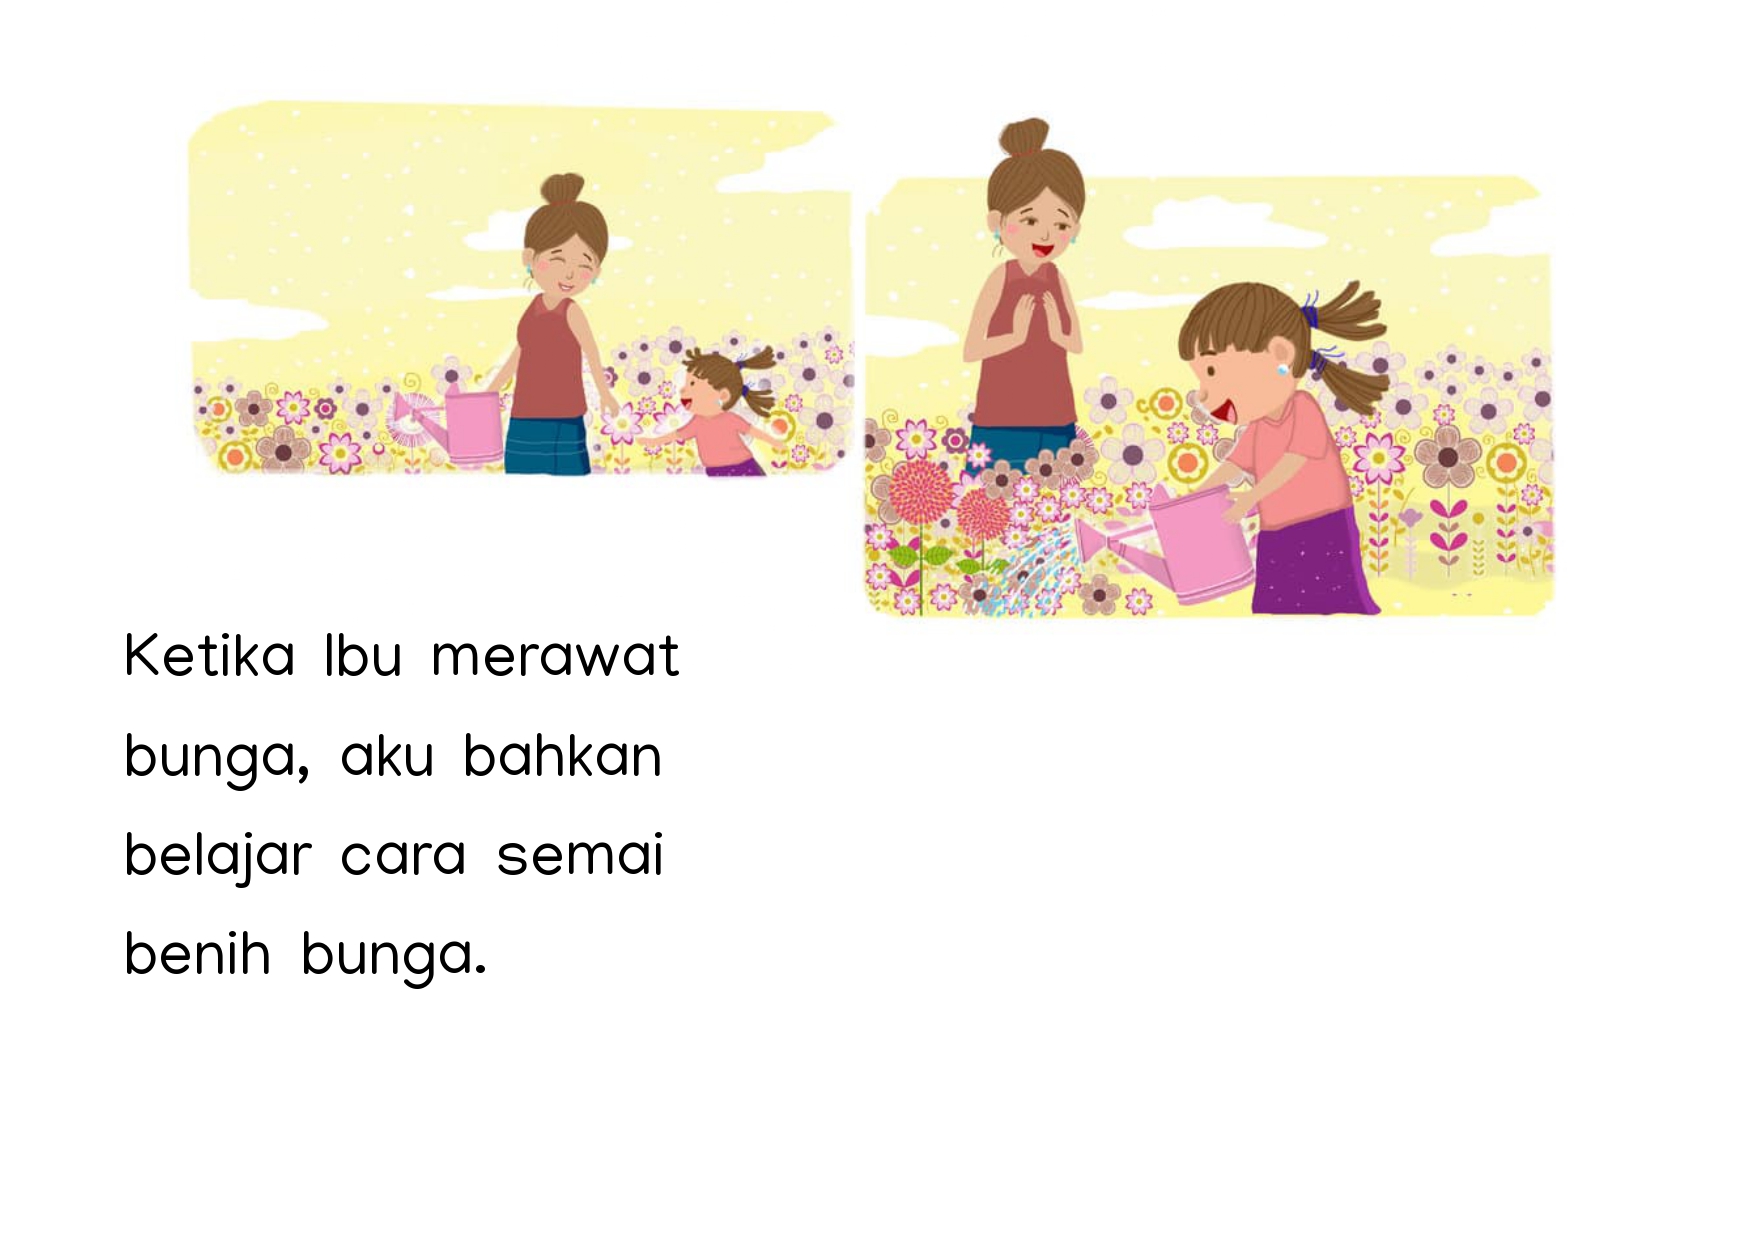 Ketika Ibu merawat
bunga, aku bahkan
belajar cara semai
benih bunga.